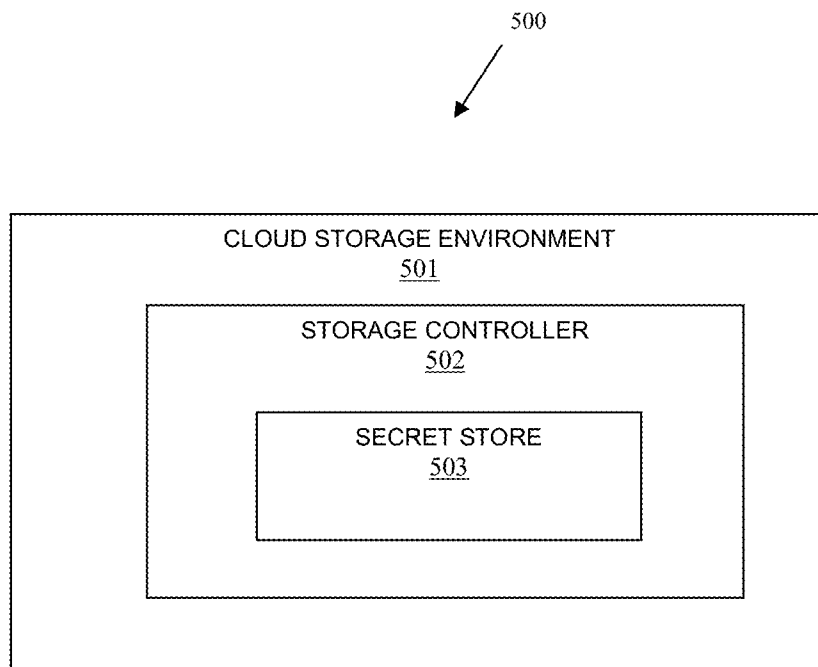 500
CLOUD STORAGE ENVIRONMENT
501
STORAGE CONTROLLER
502
SECRET STORE
503